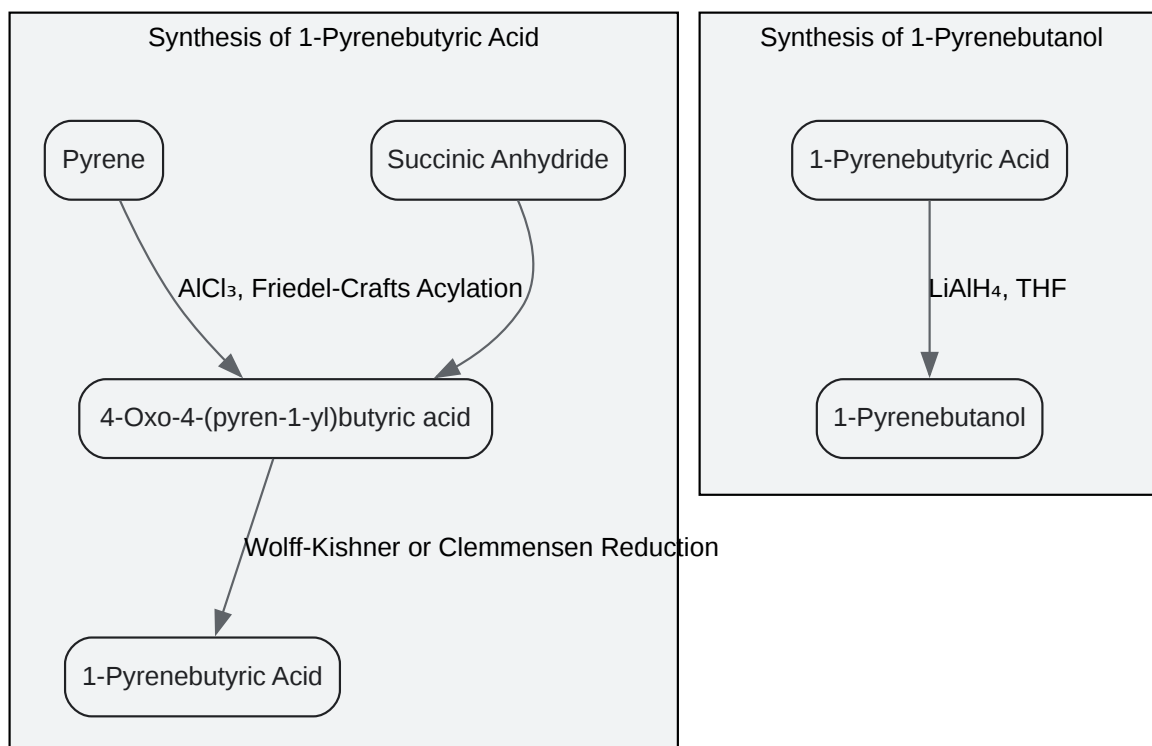 Synthesis of 1-Pyrenebutyric Acid
Pyrene
Succinic Anhydride
AlCl₃, Friedel-Crafts Acylation
4-Oxo-4-(pyren-1-yl)butyric acid
Wolff-Kishner or Clemmensen Reduction
1-Pyrenebutyric Acid
Synthesis of 1-Pyrenebutanol
1-Pyrenebutyric Acid
LiAlH₄, THF
1-Pyrenebutanol